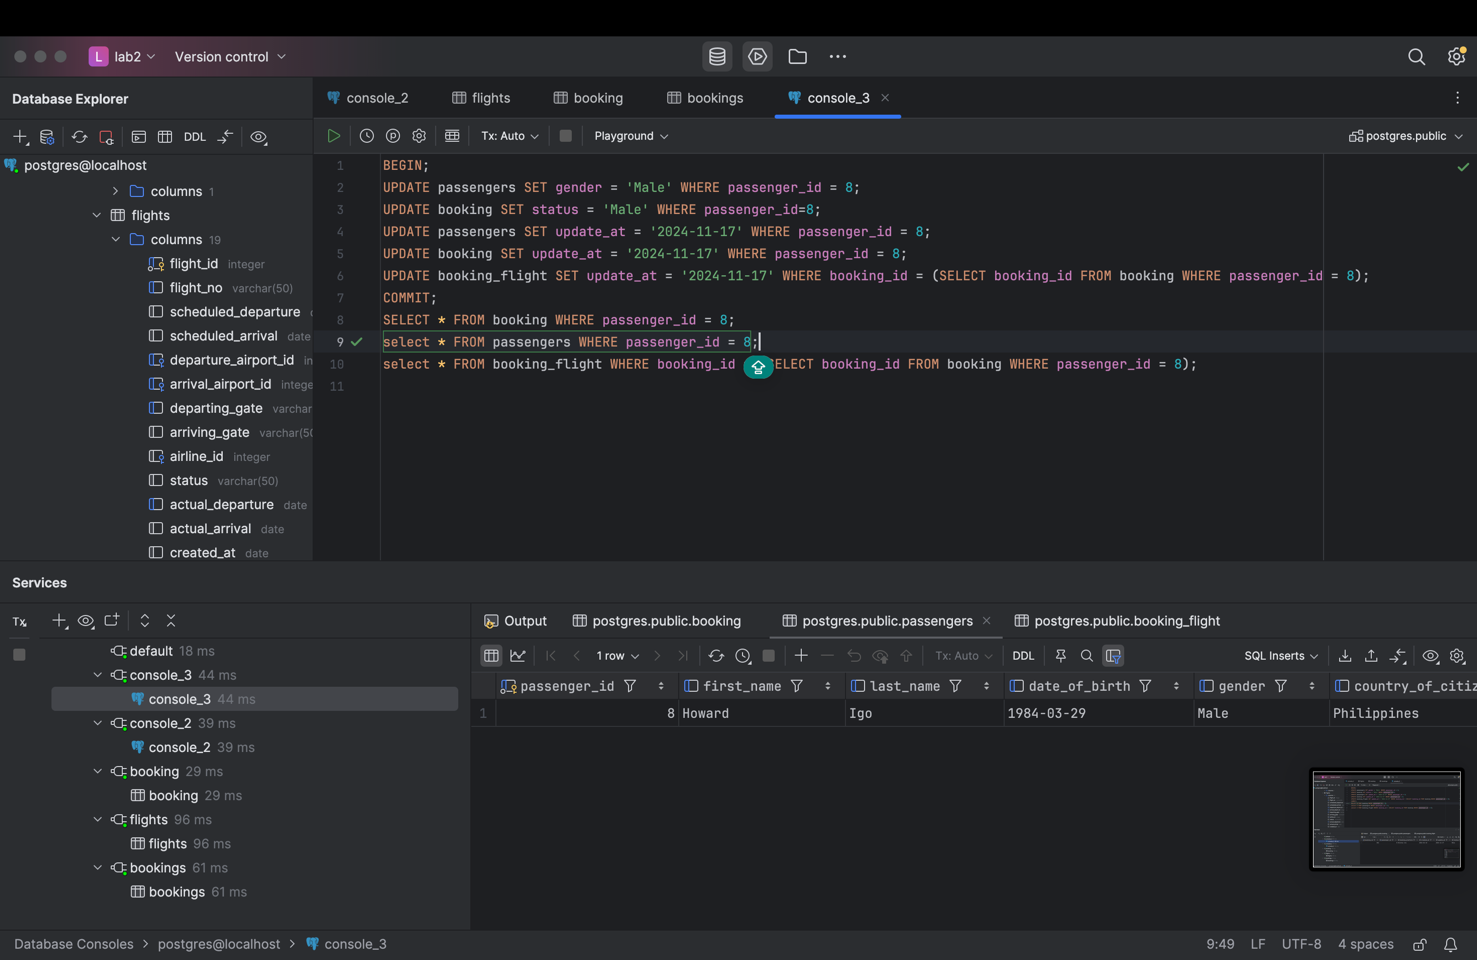 L lab2 Version control
Database Explorer
console_2 flights booking bookings console_3
DDL
Tx: Auto Playground postgres.public
postgres@localhost
columns 1
flights
columns 19
flight_id integer
flight_no varchar(50)
scheduled_departure
scheduled_arrival date
departure_airport_id in
arrival_airport_id intege
departing_gate varchar
arriving_gate varchar(50
airline_id integer
status varchar(50)
actual_departure date
actual_arrival date
created_at date
1 BEGIN;
2 UPDATE passengers SET gender = 'Male' WHERE passenger_id = 8;
3 UPDATE booking SET status = 'Male' WHERE passenger_id=8;
4 UPDATE passengers SET update_at = '2024-11-17' WHERE passenger_id = 8;
5 UPDATE booking SET update_at = '2024-11-17' WHERE passenger_id = 8;
6 UPDATE booking_flight SET update_at = '2024-11-17' WHERE booking_id = (SELECT booking_id FROM booking WHERE passenger_id = 8);
7 COMMIT;
8 SELECT * FROM booking WHERE passenger_id = 8;
9 select * FROM passengers WHERE passenger_id = 8;
10 select * FROM booking_flight WHERE booking_id ELECT booking_id FROM booking WHERE passenger_id = 8);
11
Services
Tx
default 18 ms
console_3 44 ms
console_3 44 ms
console_2 39 ms
console_2 39 ms
booking 29 ms
booking 29 ms
flights 96 ms
flights 96 ms
bookings 61 ms
bookings 61 ms
Output postgres.public.booking postgres.public.passengers postgres.public.booking_flight
1 row Tx: Auto DDL SQL Inserts
passenger_id first_name last_name date_of_birth gender country_of_citiz
1 8 Howard Igo 1984-03-29 Male Philippines
Database Consoles > postgres@localhost > console_3
9:49 LF UTF-8 4 spaces